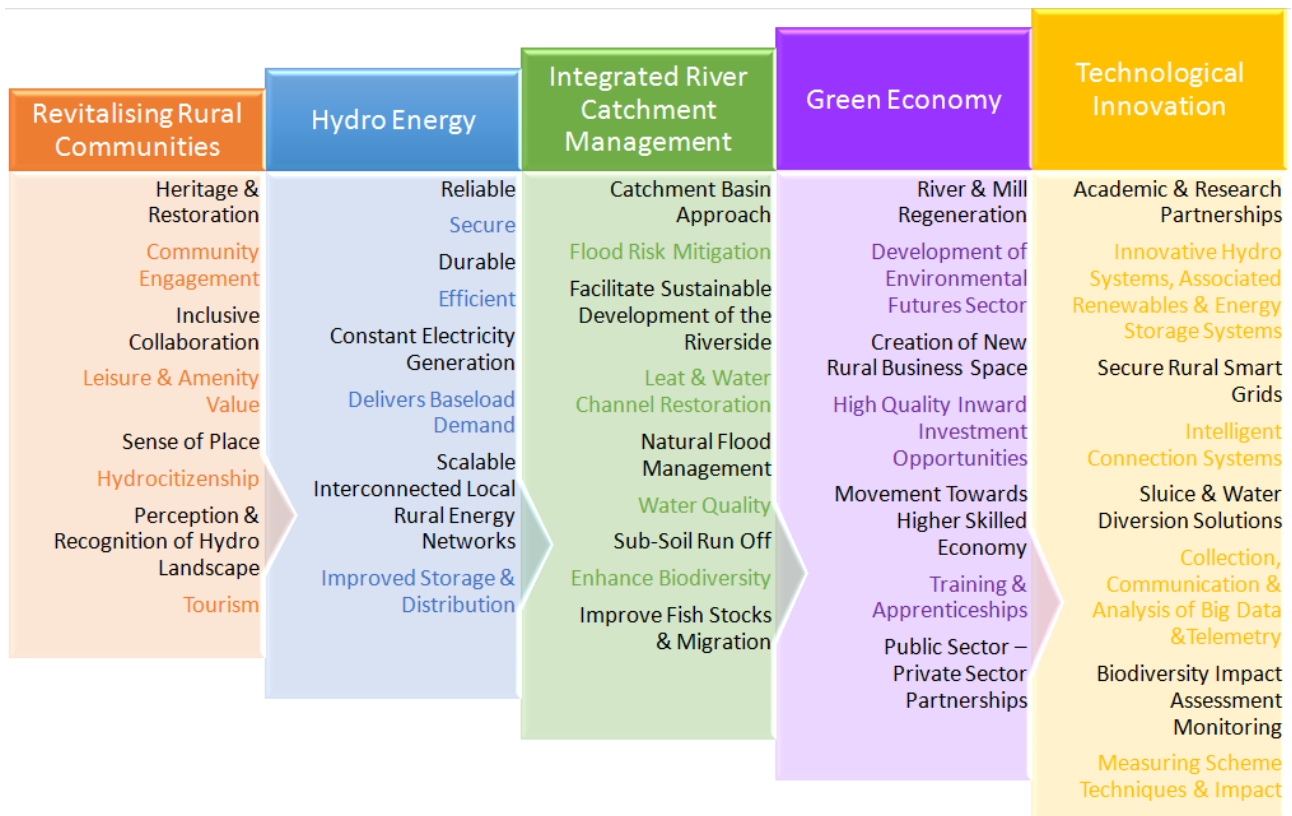 Revitalising Rural
Communities
Heritage &
Restoration
Community
Engagement
Inclusive
Collaboration
Leisure & Amenity
Value
Sense of Place
Hydrocitizenship
Perception &
Recognition of Hydro
Landscape
Tourism
Hydro Energy
Reliable
Secure
Durable
Efficient
Constant Electricity
Generation
Delivers Baseload
Demand
Scalable
Interconnected Local
Rural Energy
Networks
Improved Storage &
Distribution
Integrated River
Catchment
Management
Catchment Basin
Approach
Flood Risk Mitigation
Facilitate Sustainable
Development of the
Riverside
Leat & Water
Channel Restoration
Natural Flood
Management
Water Quality
Sub-Soil Run Off
Enhance Biodiversity
Improve Fish Stocks
& Migration
Green Economy
River & Mill
Regeneration
Development of
Environmental
Futures Sector
Creation of New
Rural Business Space
High Quality Inward
Investment
Opportunities
Movement Towards
Higher Skilled
Economy
Training &
Apprenticeships
Public Sector –
Private Sector
Partnerships
Technological
Innovation
Academic & Research
Partnerships
Innovative Hydro
Systems, Associated
Renewables & Energy
Storage Systems
Secure Rural Smart
Grids
Intelligent
Connection Systems
Sluice & Water
Diversion Solutions
Collection,
Communication &
Analysis of Big Data
&Telemetry
Biodiversity Impact
Assessment
Monitoring
Measuring Scheme
Techniques & Impact